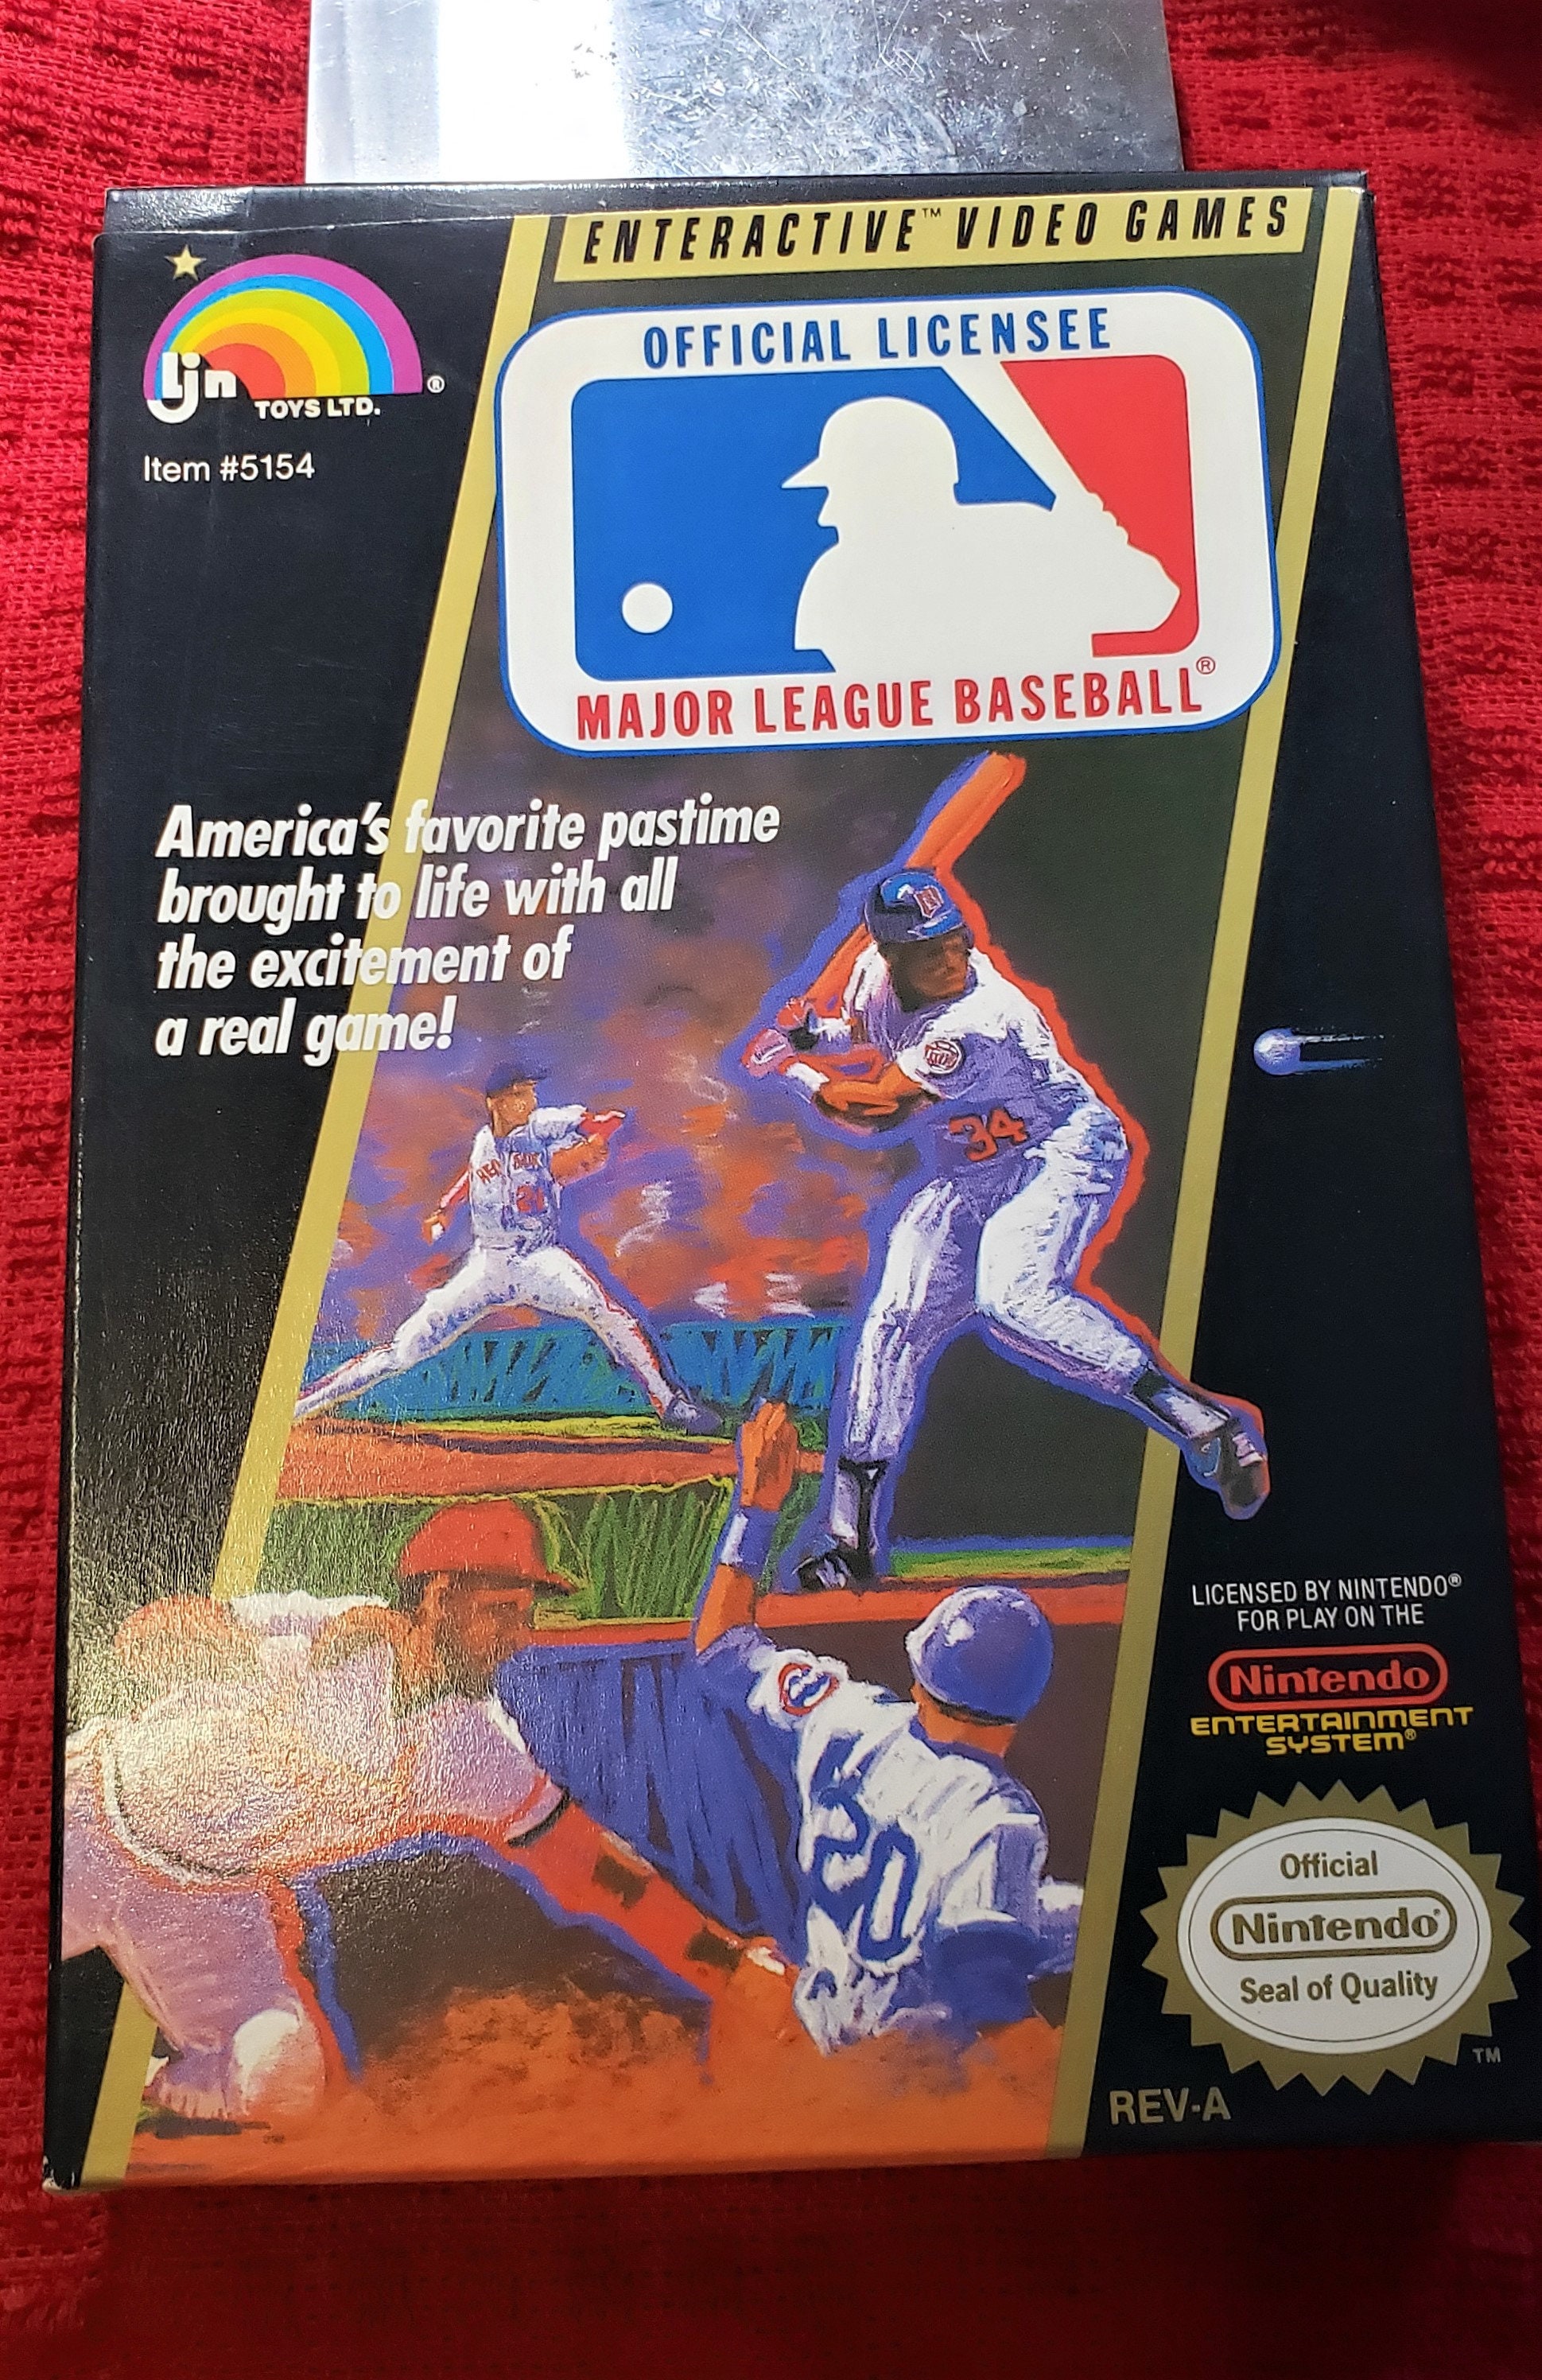 ENTERACTIVE™ VIDEO GAMES
ljn
TOYS LTD.
®
Item #5154
OFFICIAL LICENSEE
MAJOR LEAGUE BASEBALL®
America's favorite pastime
brought to life with all
the excitement of
a real game!
34
RED
20
LICENSED BY NINTENDO®
FOR PLAY ON THE
Nintendo
ENTERTAINMENT
SYSTEM®
Official
Nintendo®
Seal of Quality
TM
REV-A